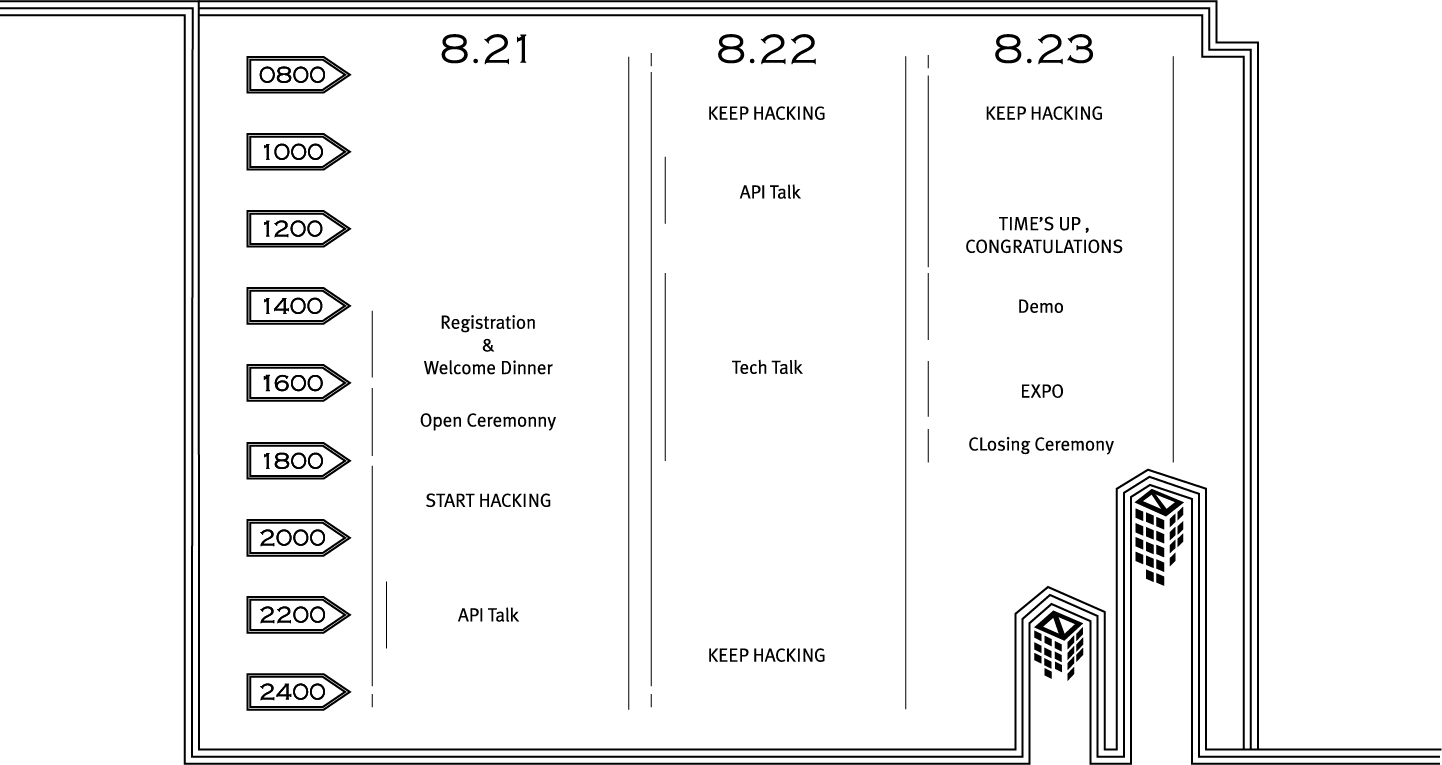 8.21
8.22
8.23
0800
KEEP HACKING
KEEP HACKING
1000
API Talk
1200
TIME'S UP ,
CONGRATULATIONS
1400
Demo
Registration
&
Welcome Dinner
Tech Talk
1600
EXPO
Open Ceremonny
CLosing Ceremony
1800
START HACKING
2000
2200
API Talk
KEEP HACKING
2400